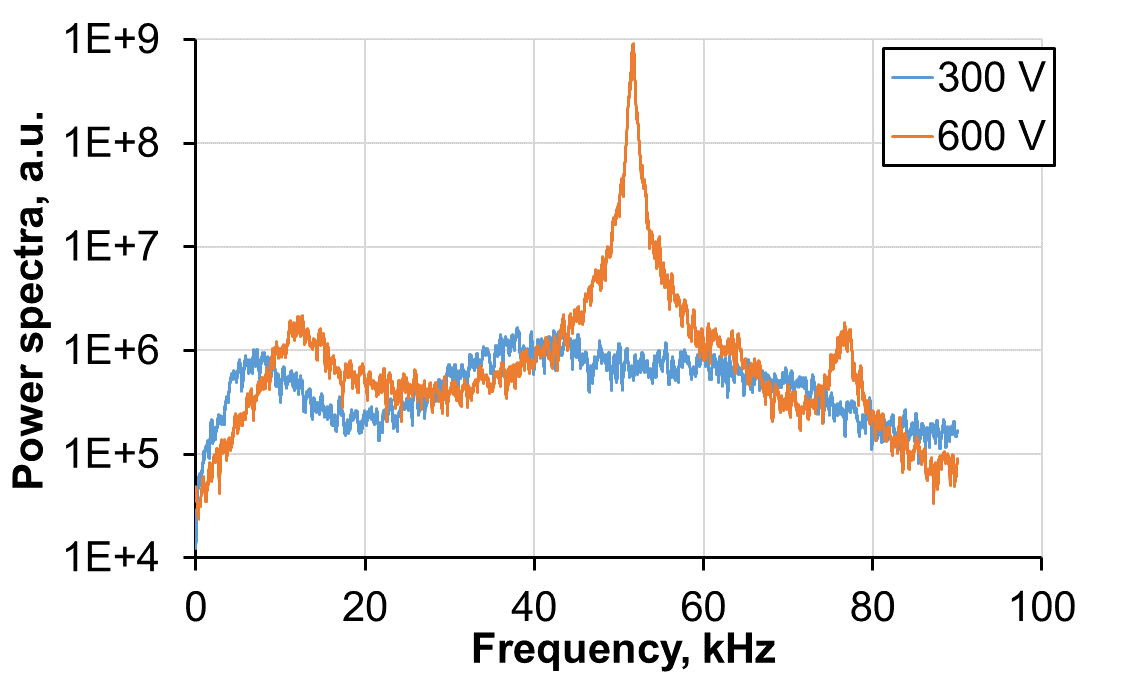 1E+9
1E+8
1E+7
1E+6
1E+5
1E+4
Power spectra, a.u.
300 V
600 V
0 20 40 60 80 100
Frequency, kHz